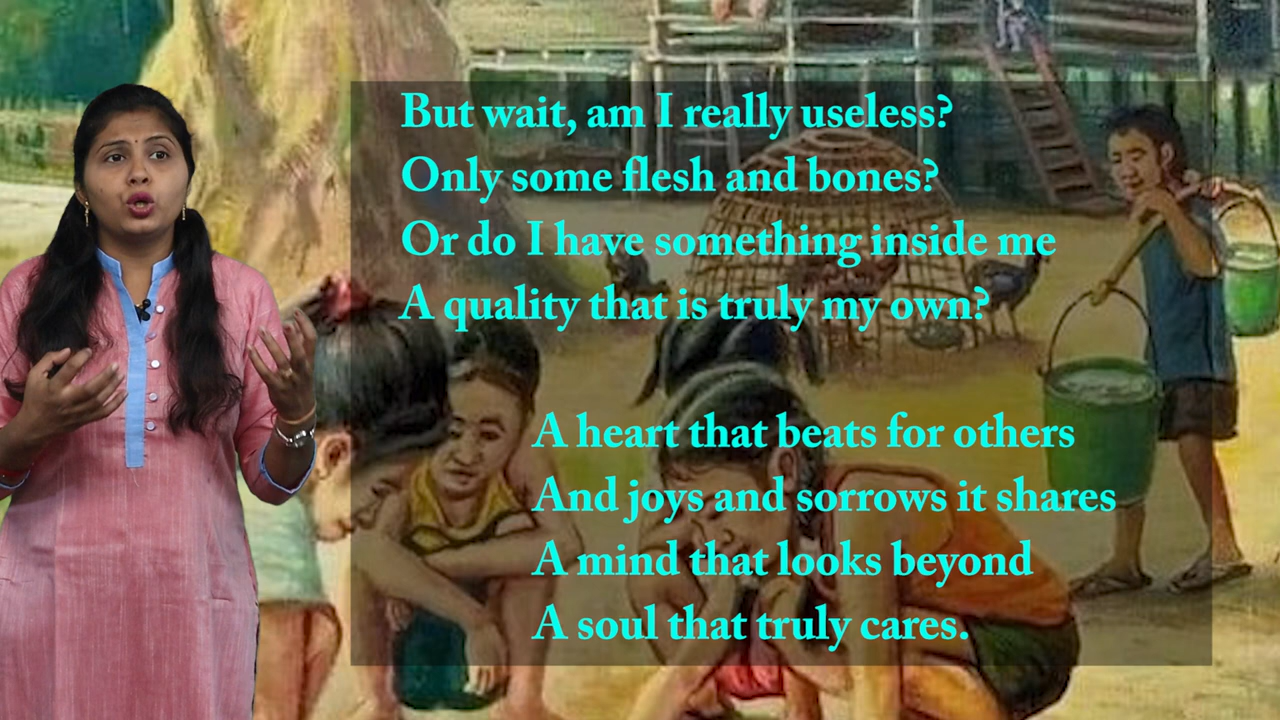 But wait, am I really useless?
Only some flesh and bones?
Or do I have something inside me
A quality that is truly my own?
A heart that beats for others
And joys and sorrows it shares
A mind that looks beyond
A soul that truly cares.